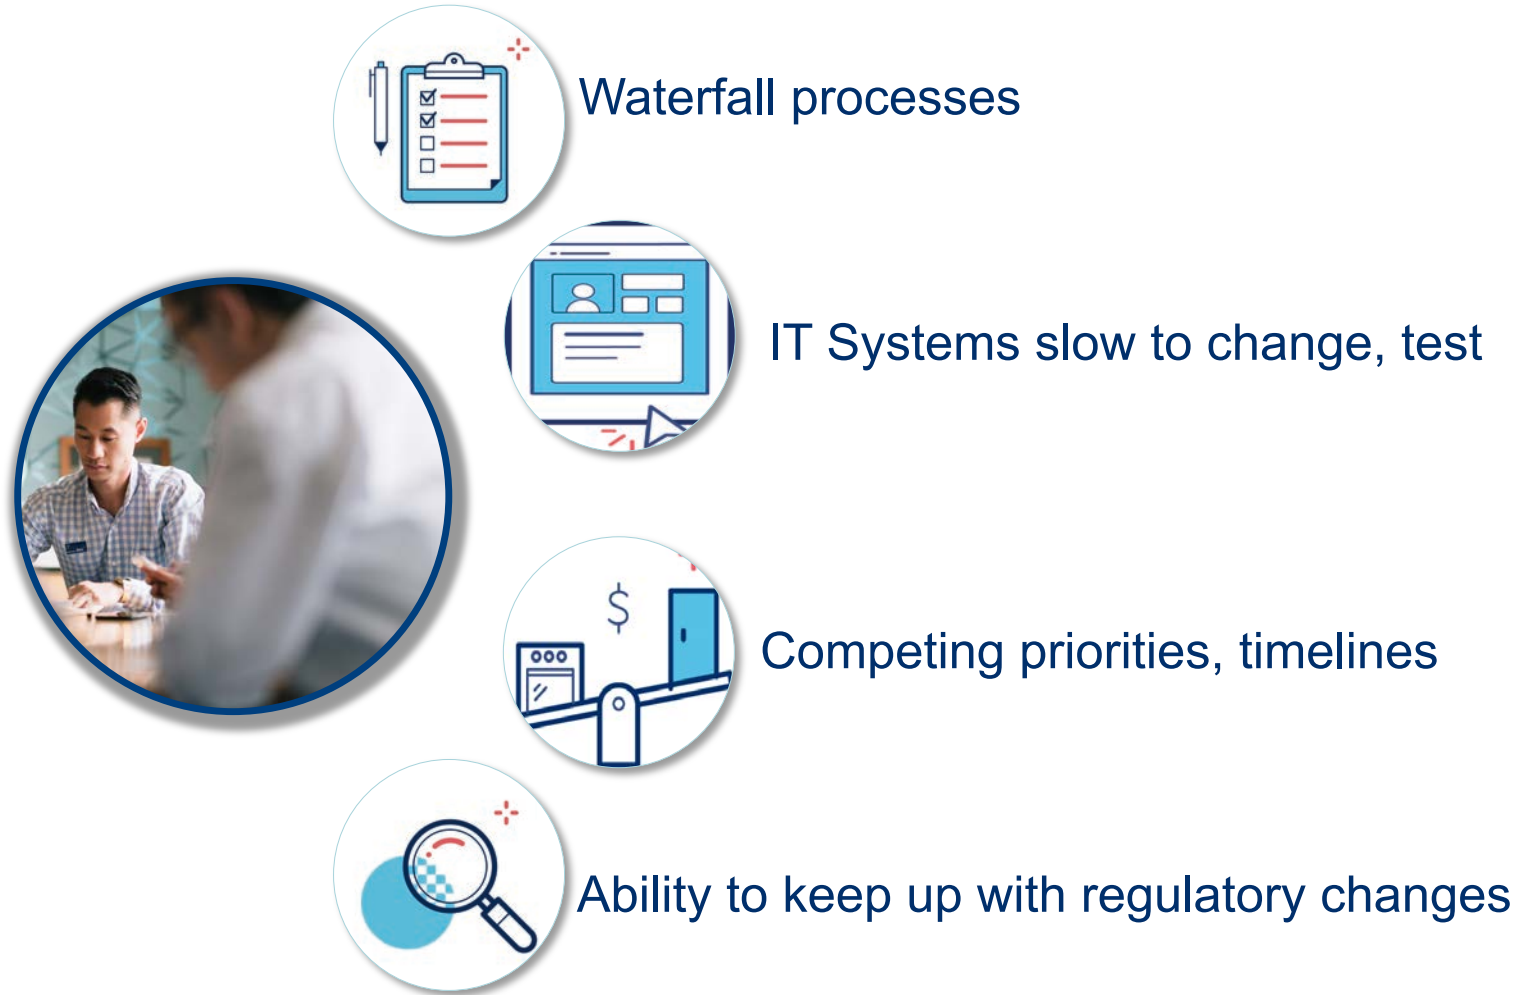 Waterfall processes
IT Systems slow to change, test
$
Competing priorities, timelines
Ability to keep up with regulatory changes